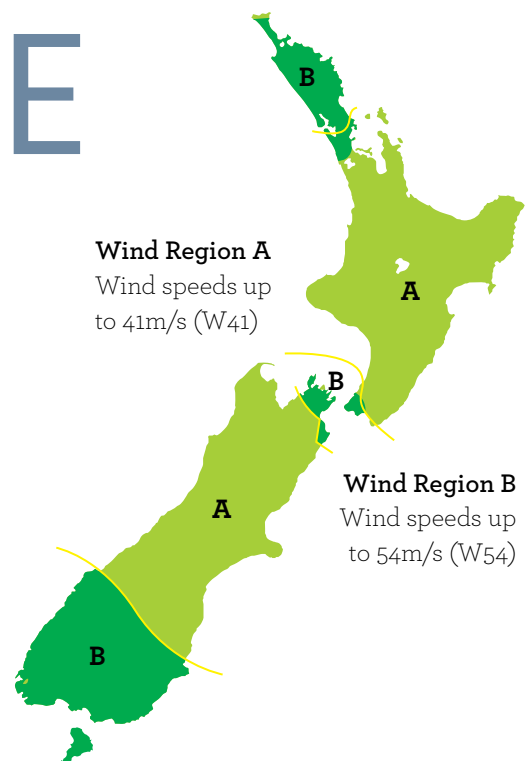 E
B
Wind Region A
Wind speeds up
to 41m/s (W41)
A
B
Wind Region B
Wind speeds up
to 54m/s (W54)
A
B